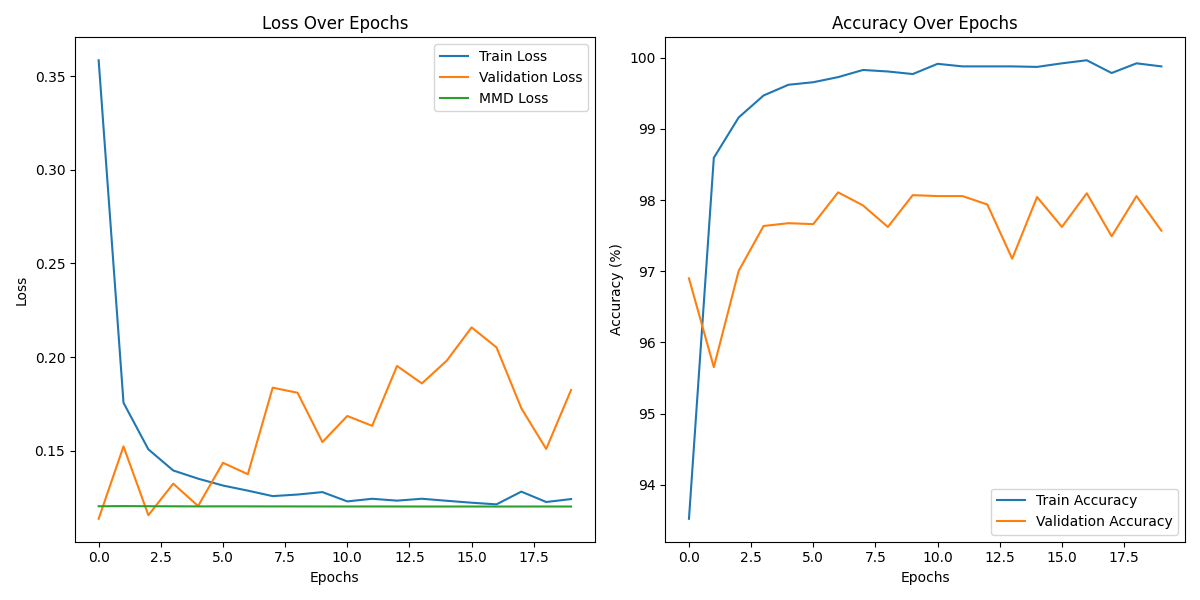 Loss Over Epochs
Loss
0.35
0.30
0.25
0.20
0.15
0.0 2.5 5.0 7.5 10.0 12.5 15.0 17.5
Epochs
Train Loss
Validation Loss
MMD Loss
Accuracy Over Epochs
Accuracy (%)
100
99
98
97
96
95
94
0.0 2.5 5.0 7.5 10.0 12.5 15.0 17.5
Epochs
Train Accuracy
Validation Accuracy